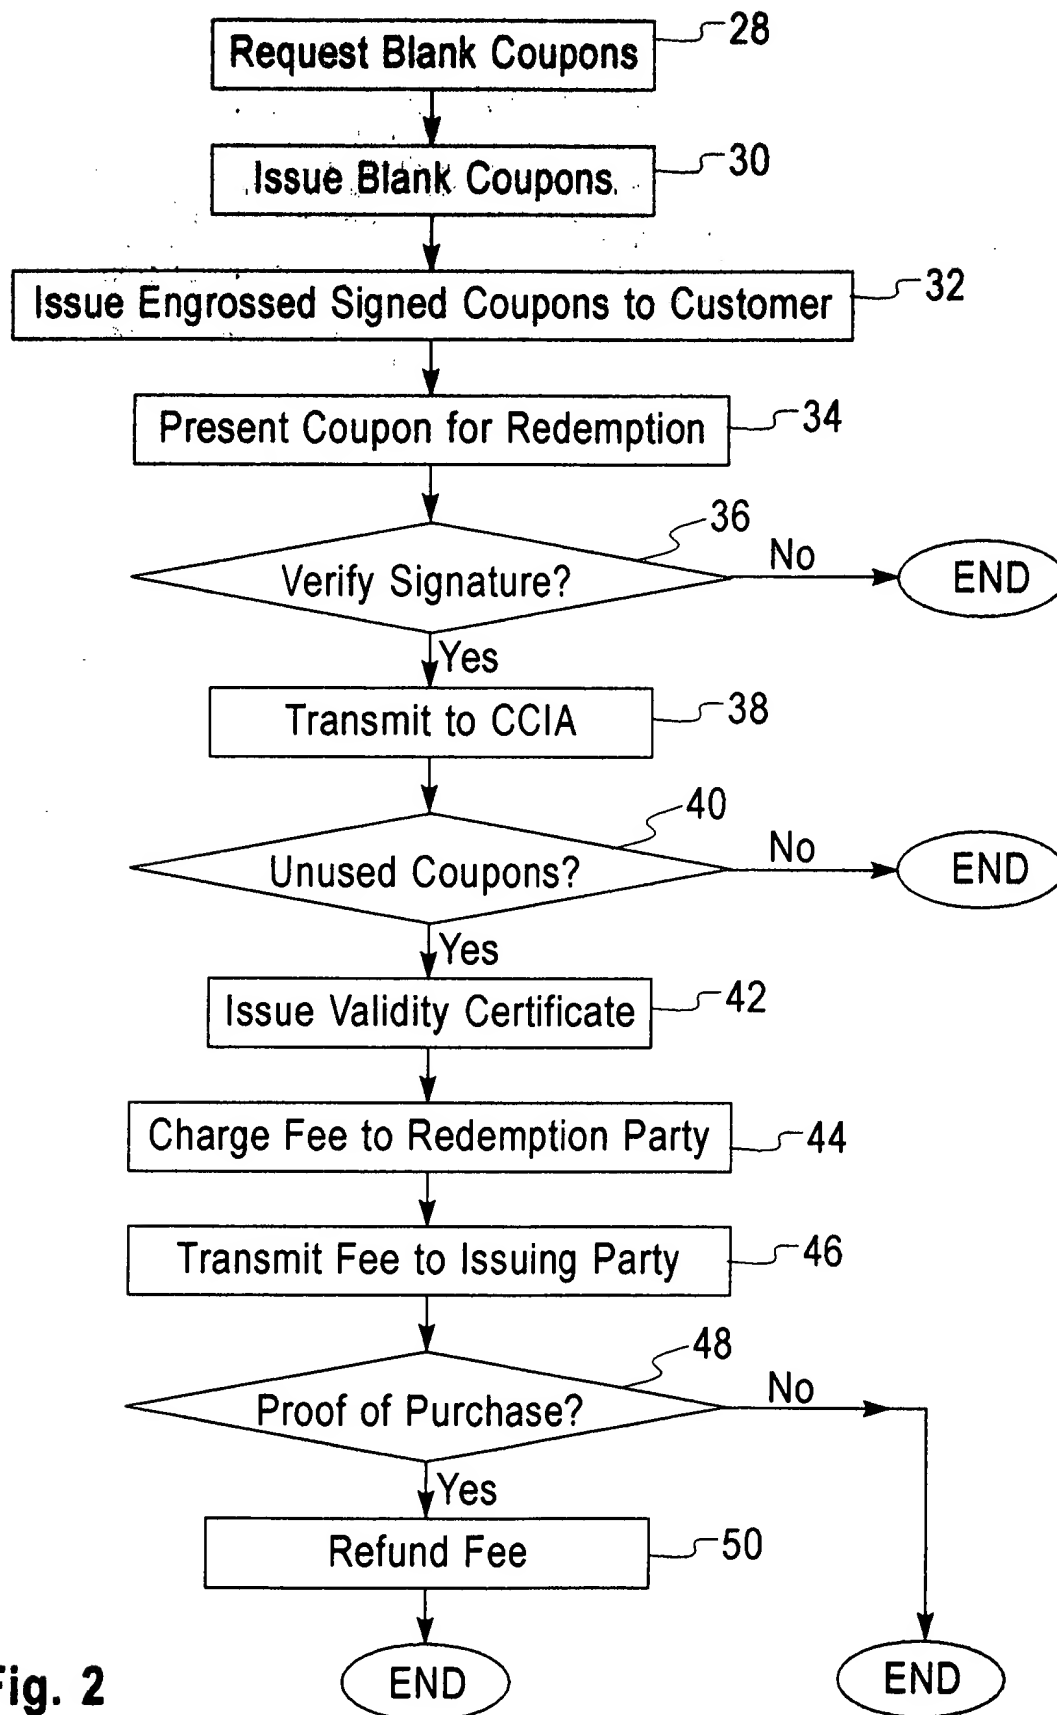 Request Blank Coupons
28
Issue Blank Coupons
30
Issue Engrossed Signed Coupons to Customer
32
Present Coupon for Redemption
34
Verify Signature?
36
No
END
Yes
Transmit to CCIA
38
Unused Coupons?
40
No
END
Yes
Issue Validity Certificate
42
Charge Fee to Redemption Party
44
Transmit Fee to Issuing Party
46
Proof of Purchase?
48
No
Yes
Refund Fee
50
END
END
Fig. 2